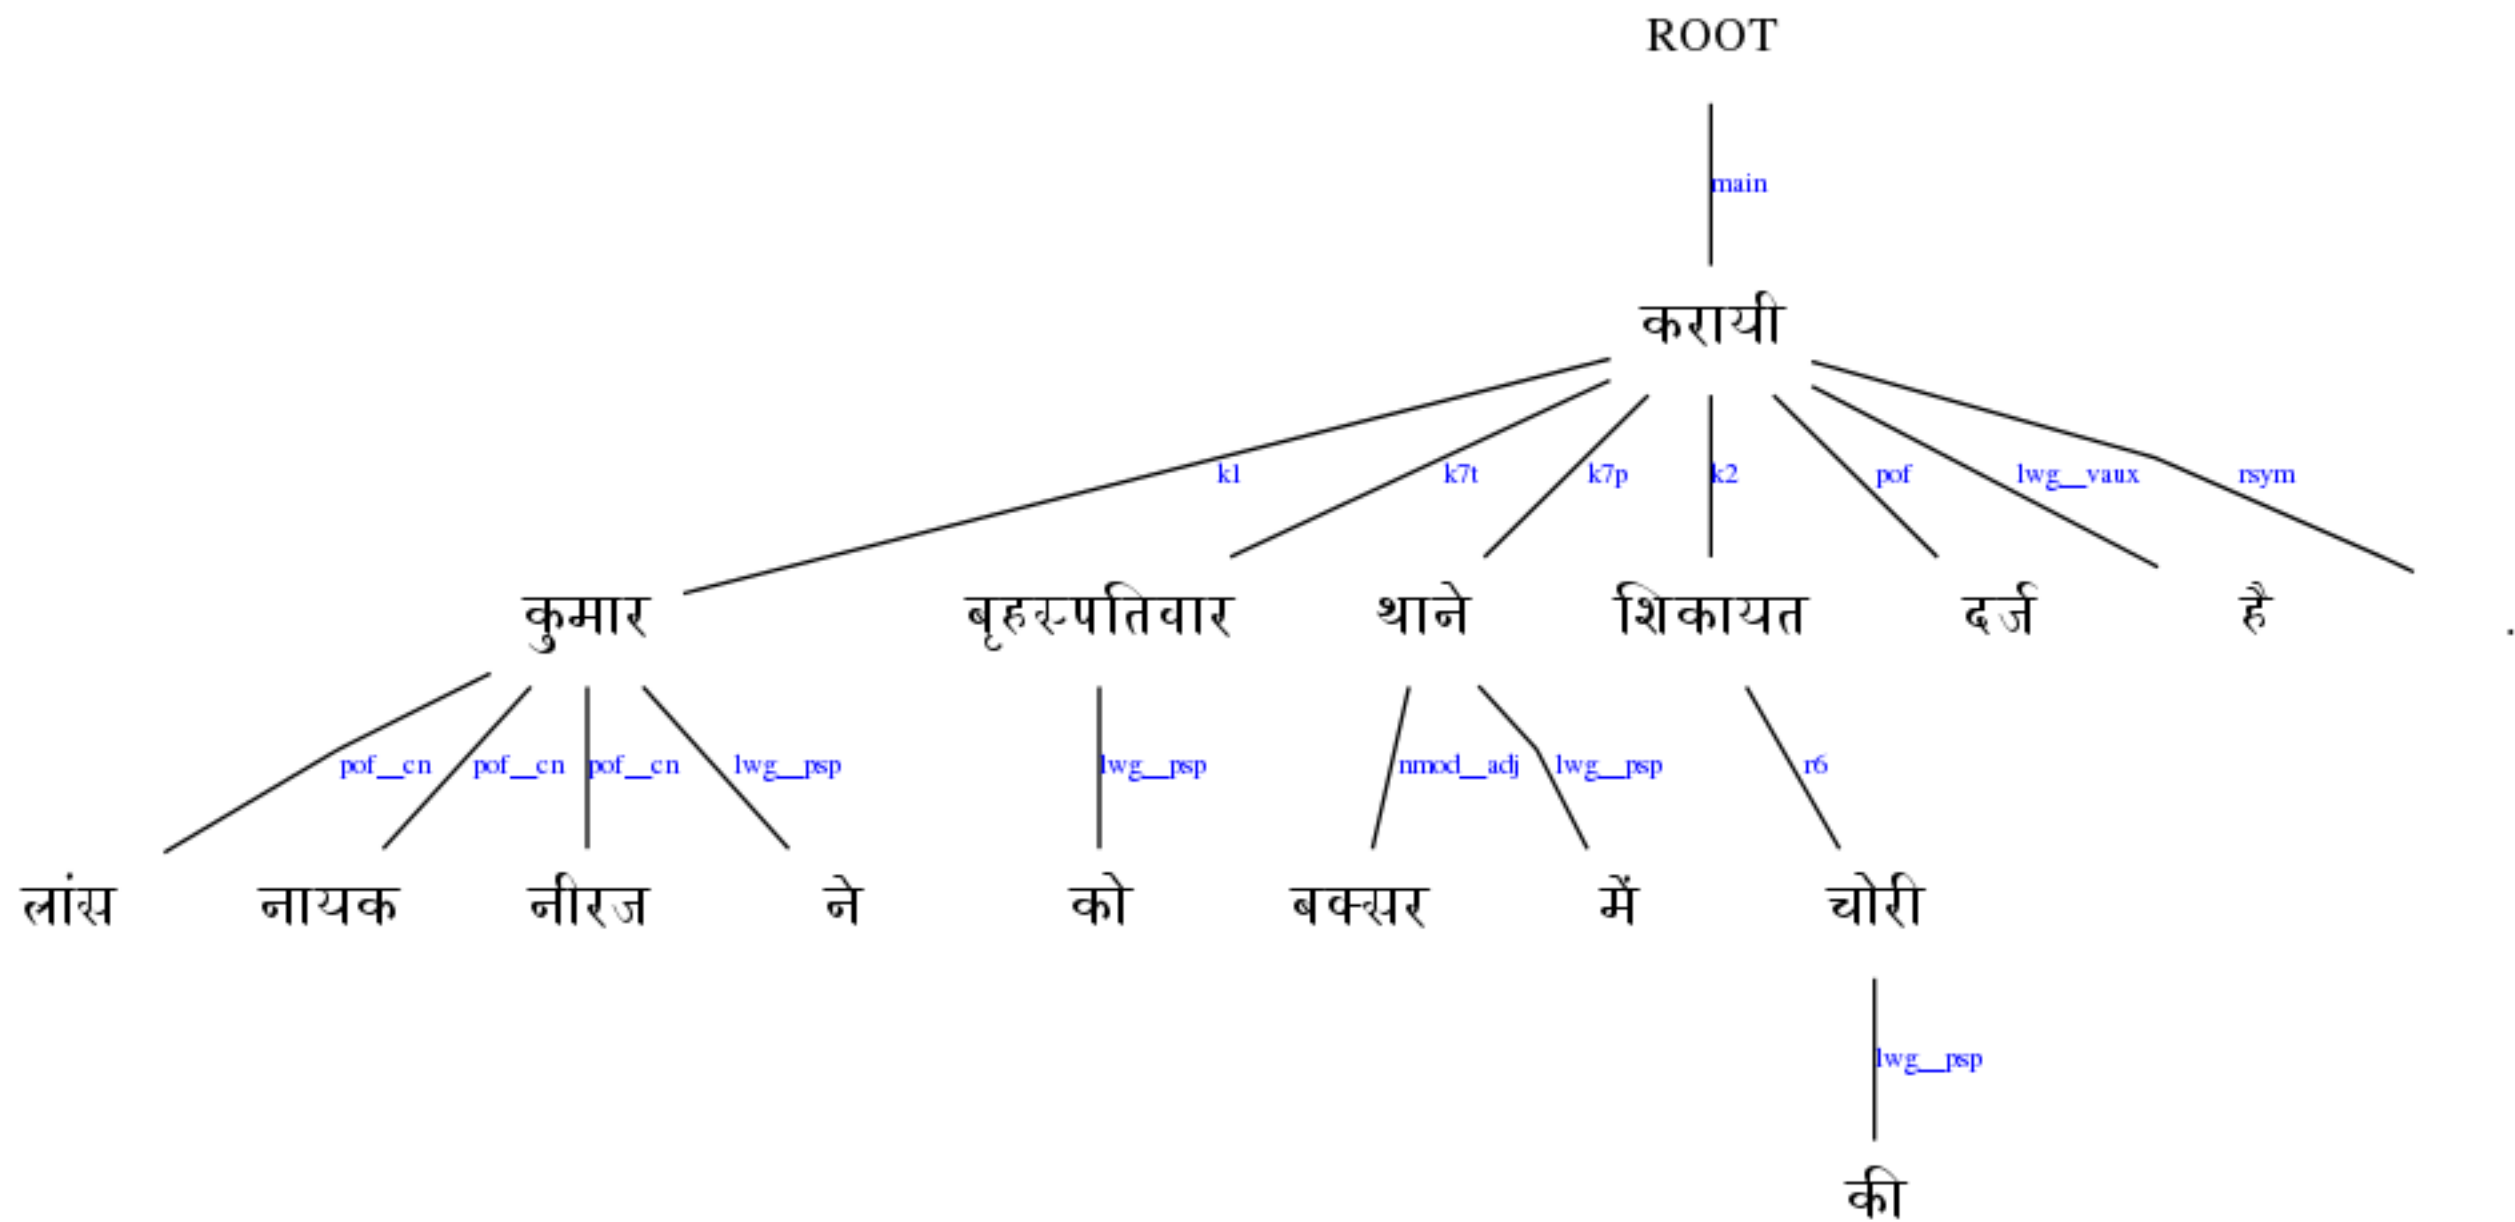 ROOT
main
करायी
k1 k7t k7p k2 pof lwg__vaux rsym
कुमार बृहस्पतिवार थाने शिकायत दर्ज है .
pof__cn pof__cn pof__cn lwg__psp lwg__psp nmod__adj lwg__psp r6
लांस नायक नीरज ने को बक्सर में चोरी
lwg__psp
की